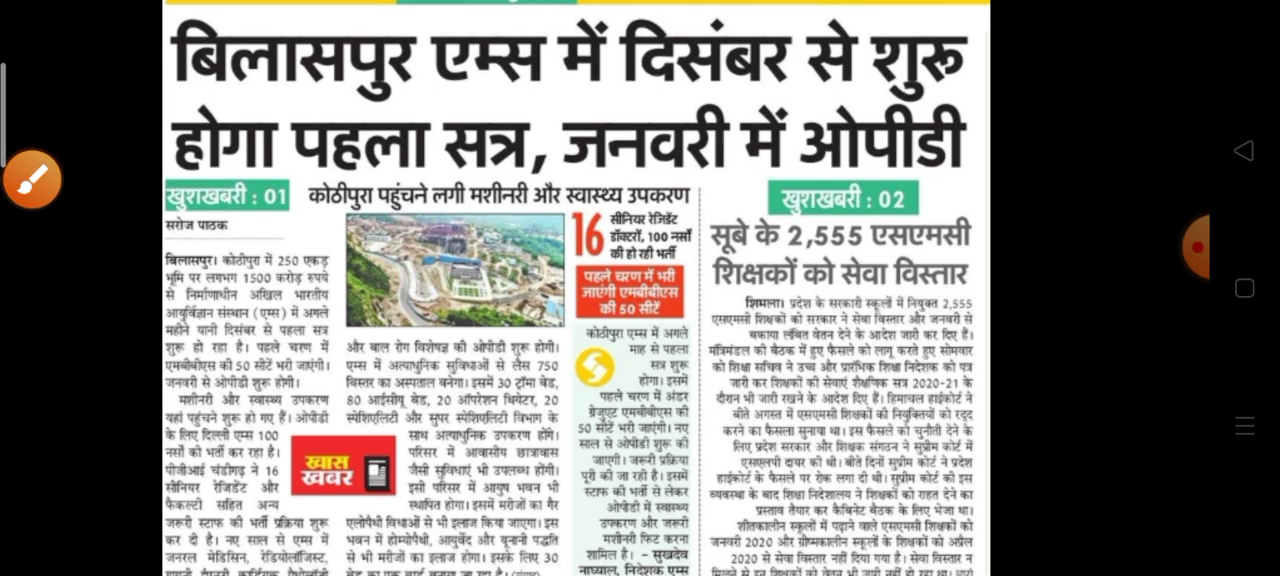 बिलासपुर एम्स में दिसंबर से शुरू
होगा पहला सत्र, जनवरी में ओपीडी
खुशखबरी : 01
कोठीपुरा पहुंचने लगी मशीनरी और स्वास्थ्य उपकरण
सरोज पाठक
बिलासपुर। कोठीपुरा में 250 एकड़
भूमि पर लगभग 1500 करोड़ रुपये
से निर्माणाधीन अखिल भारतीय
आयुर्विज्ञान संस्थान (एम्स) में अगले
महीने यानी दिसंबर से पहला सत्र
शुरू हो रहा है। पहले चरण में
एमबीबीएस की 50 सीटें भरी जाएंगी।
जनवरी से ओपीडी शुरू होगी।
मशीनरी और स्वास्थ्य उपकरण
यहां पहुंचने शुरू हो गए हैं। ओपीडी
के लिए दिल्ली एम्स 100
नर्सों को भर्ती कर रहा है।
पीजीआई चंडीगढ़ ने 16
सीनियर रेजिडेंट और
फैकल्टी सहित अन्य
जरूरी स्टाफ की भर्ती प्रक्रिया शुरू
कर दी है। नए साल से एम्स में
जनरल मेडिसिन, रेडियोलॉजिस्ट,
खास
खबर
और बाल रोग विशेषज्ञ की ओपीडी शुरू होगी।
एम्स में अत्याधुनिक सुविधाओं से लैस 750
बिस्तर का अस्पताल बनेगा। इसमें 30 ट्रॉमा बेड,
80 आईसीयू बेड, 20 ऑपरेशन थियेटर, 20
स्पेशिएलिटी और सुपर स्पेशिएलिटी विभाग के
साथ अत्याधुनिक उपकरण होंगे।
परिसर में आवासीय छात्रावास
जैसी सुविधाएं भी उपलब्ध होंगी।
इसी परिसर में आयुष भवन भी
स्थापित होगा। इसमें मरीजों का गैर
एलोपैथी विधाओं से भी इलाज किया जाएगा। इस
भवन में होम्योपैथी, आयुर्वेद और यूनानी पद्धति
से भी मरीजों का इलाज होगा। इसके लिए 30
16 सीनियर रेजिडेंट
डॉक्टरों, 100 नर्सों
की हो रही भर्ती
पहले चरण में भरी
जाएंगी एमबीबीएस
की 50 सीटें
कोठीपुरा एम्स में अगले
माह से पहला
सत्र शुरू
होगा। इसमें
पहले चरण में अंडर
ग्रेजुएट एमबीबीएस की
50 सीटें भरी जाएंगी। नए
साल से ओपीडी शुरू की
जाएगी। जरूरी प्रक्रिया
पूरी की जा रही है। इसमें
स्टाफ की भर्ती से लेकर
ओपीडी में स्वास्थ्य
उपकरण और जरूरी
मशीनरी फिट करना
शामिल है। - सुखदेव
नाघ्याल, निदेशक एम्स
खुशखबरी : 02
सूबे के 2,555 एसएमसी
शिक्षकों को सेवा विस्तार
शिमला। प्रदेश के सरकारी स्कूलों में नियुक्त 2,555
एसएमसी शिक्षकों को सरकार ने सेवा विस्तार और जनवरी से
बकाया लंबित वेतन देने के आदेश जारी कर दिए हैं।
मंत्रिमंडल की बैठक में हुए फैसले को लागू करते हुए सोमवार
को शिक्षा सचिव ने उच्च और प्रारंभिक शिक्षा निदेशक को पत्र
जारी कर शिक्षकों की सेवाएं शैक्षणिक सत्र 2020-21 के
दौरान भी जारी रखने के आदेश दिए हैं। हिमाचल हाईकोर्ट ने
बीते अगस्त में एसएमसी शिक्षकों की नियुक्तियों को रद्द
करने का फैसला सुनाया था। इस फैसले को चुनौती देने के
लिए प्रदेश सरकार और शिक्षक संगठन ने सुप्रीम कोर्ट में
एसएलपी दायर की थी। बीते दिनों सुप्रीम कोर्ट ने प्रदेश
हाईकोर्ट के फैसले पर रोक लगा दी थी। सुप्रीम कोर्ट की इस
व्यवस्था के बाद शिक्षा निदेशालय ने शिक्षकों को राहत देने का
प्रस्ताव तैयार कर कैबिनेट बैठक के लिए भेजा था।
शीतकालीन स्कूलों में पढ़ाने वाले एसएमसी शिक्षकों को
जनवरी 2020 और ग्रीष्मकालीन स्कूलों के शिक्षकों को अप्रैल
2020 से सेवा विस्तार नहीं दिया गया है। सेवा विस्तार न